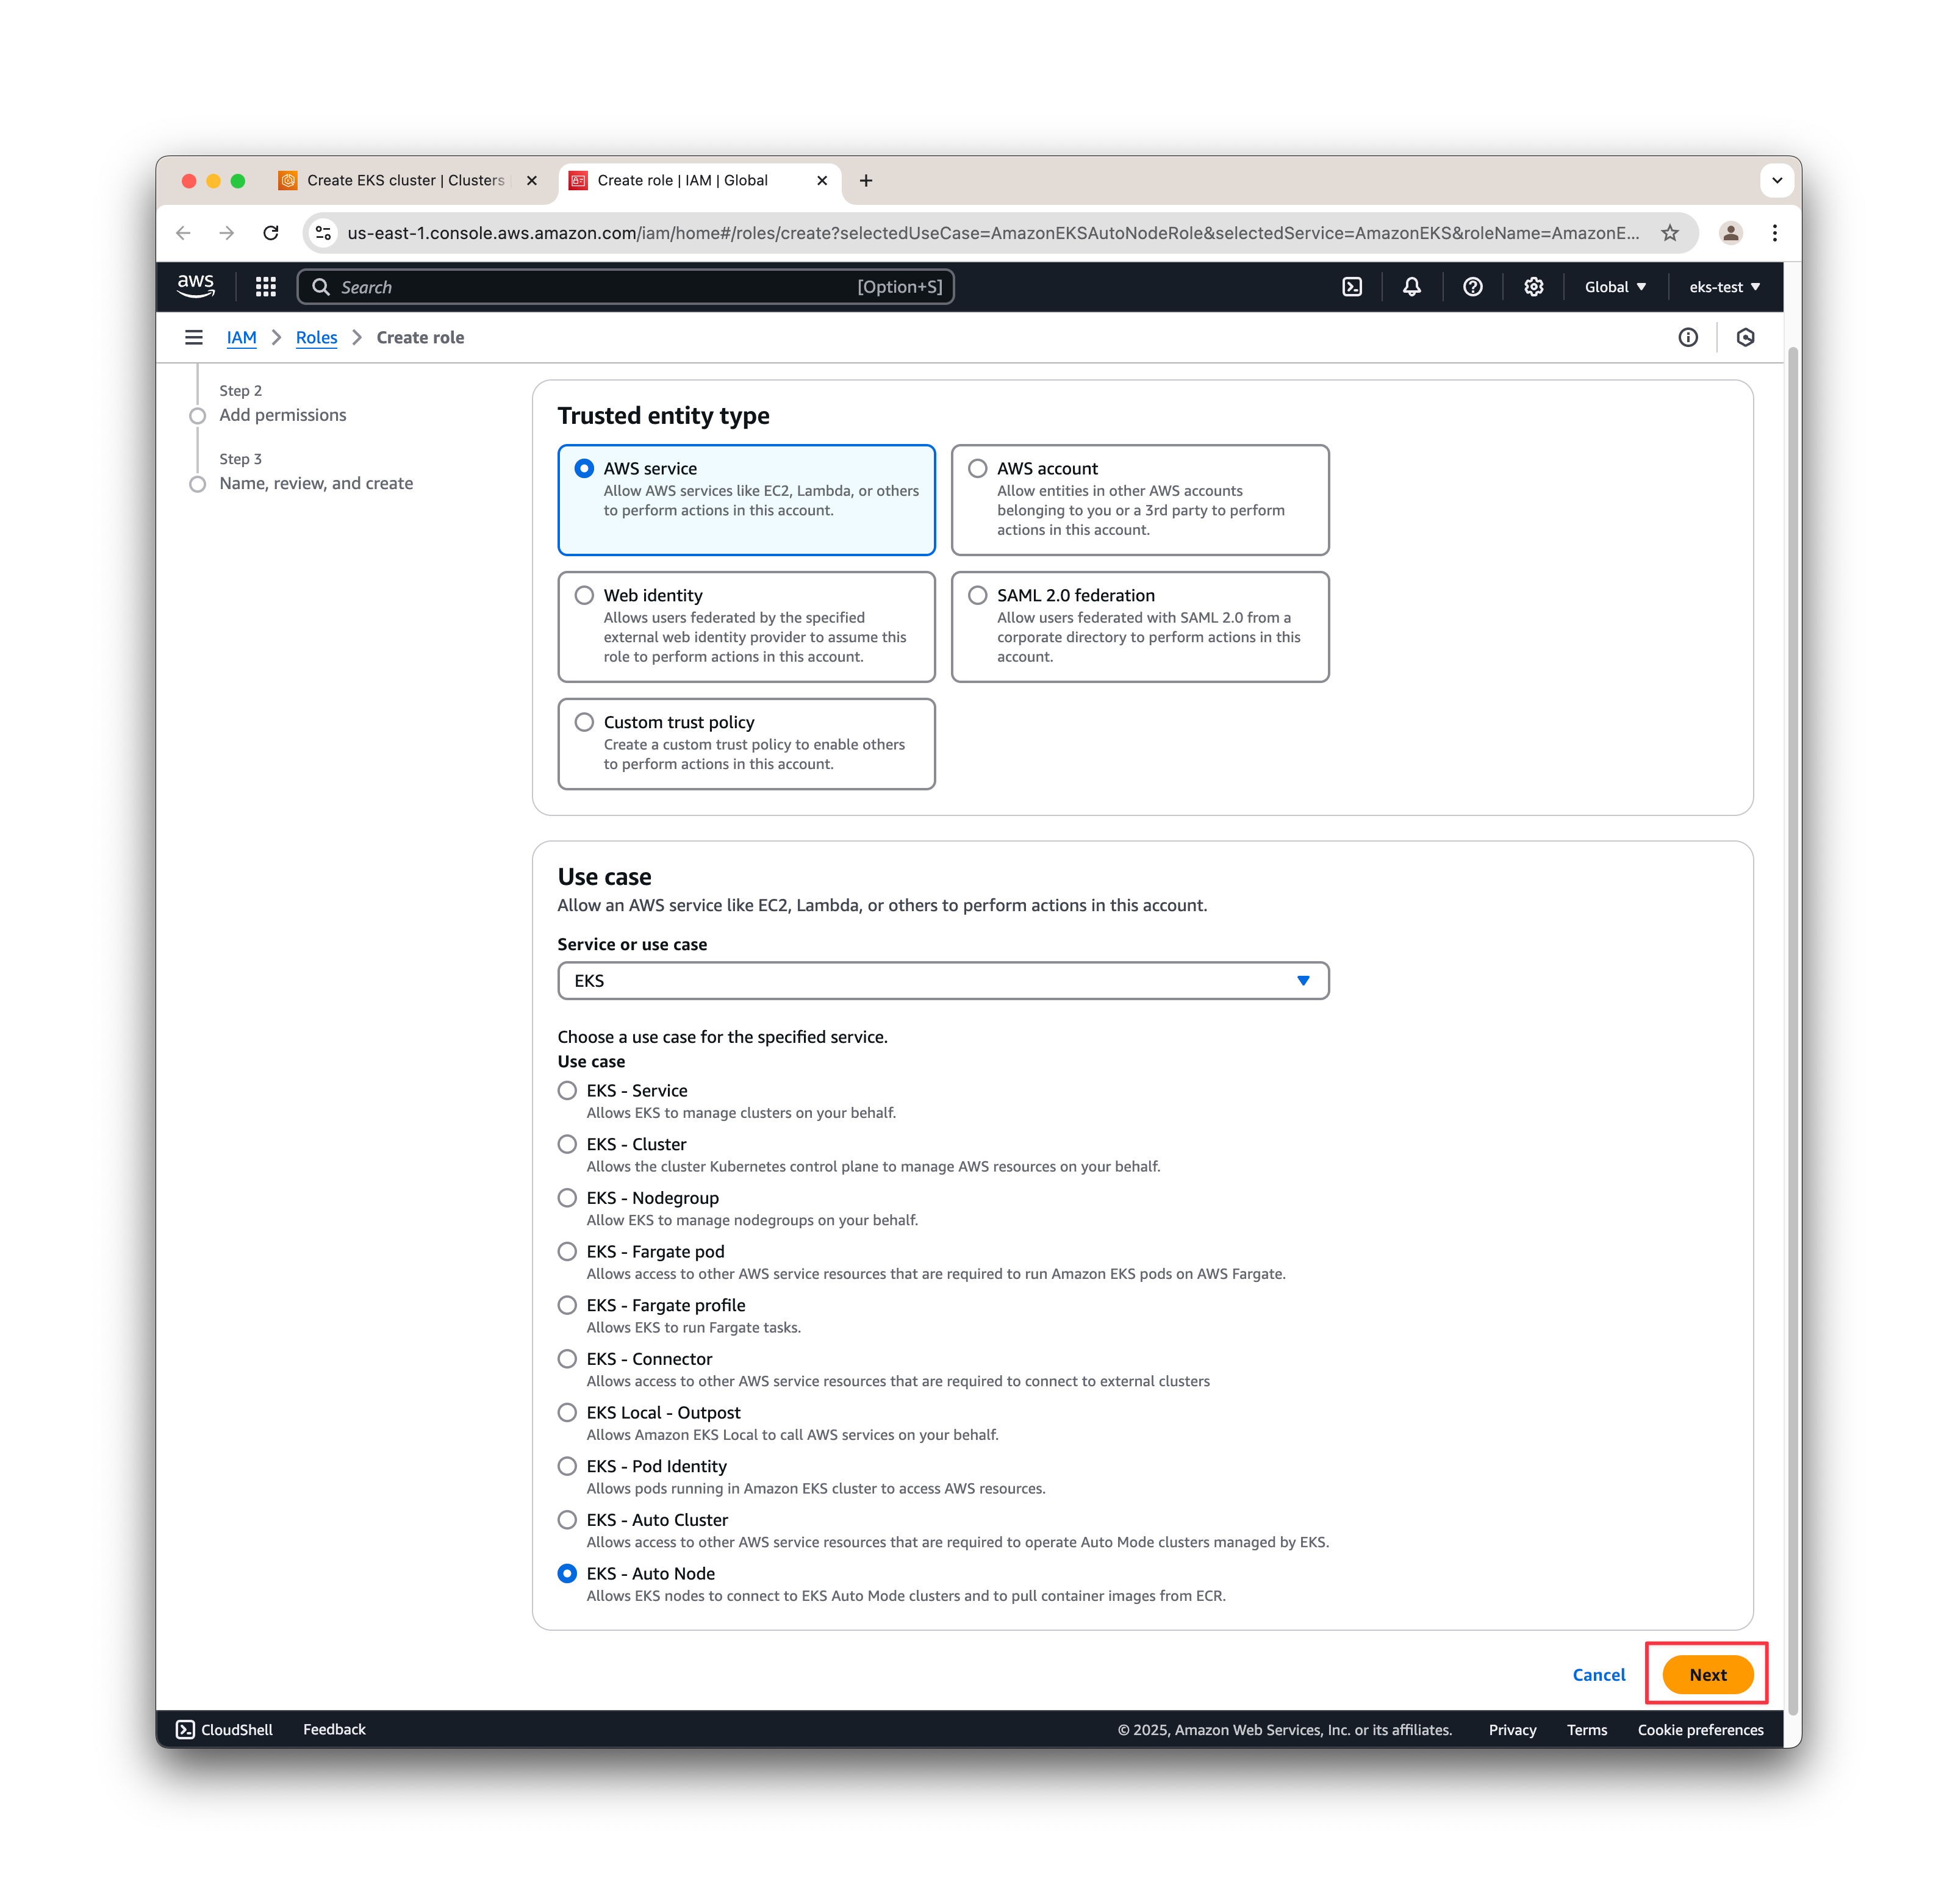 Create EKS cluster | Clusters
Create role | IAM | Global
us-east-1.console.aws.amazon.com/iam/home#/roles/create?selectedUseCase=AmazonEKSAutoNodeRole&selectedService=AmazonEKS&roleName=AmazonE...
aws
Search
[Option+S]
Global
eks-test
IAM
Roles
Create role
Step 2
Add permissions
Step 3
Name, review, and create
Trusted entity type
AWS service
Allow AWS services like EC2, Lambda, or others
to perform actions in this account.
AWS account
Allow entities in other AWS accounts
belonging to you or a 3rd party to perform
actions in this account.
Web identity
Allows users federated by the specified
external web identity provider to assume this
role to perform actions in this account.
SAML 2.0 federation
Allow users federated with SAML 2.0 from a
corporate directory to perform actions in this
account.
Custom trust policy
Create a custom trust policy to enable others
to perform actions in this account.
Use case
Allow an AWS service like EC2, Lambda, or others to perform actions in this account.
Service or use case
EKS
Choose a use case for the specified service.
Use case
EKS - Service
Allows EKS to manage clusters on your behalf.
EKS - Cluster
Allows the cluster Kubernetes control plane to manage AWS resources on your behalf.
EKS - Nodegroup
Allow EKS to manage nodegroups on your behalf.
EKS - Fargate pod
Allows access to other AWS service resources that are required to run Amazon EKS pods on AWS Fargate.
EKS - Fargate profile
Allows EKS to run Fargate tasks.
EKS - Connector
Allows access to other AWS service resources that are required to connect to external clusters
EKS Local - Outpost
Allows Amazon EKS Local to call AWS services on your behalf.
EKS - Pod Identity
Allows pods running in Amazon EKS cluster to access AWS resources.
EKS - Auto Cluster
Allows access to other AWS service resources that are required to operate Auto Mode clusters managed by EKS.
EKS - Auto Node
Allows EKS nodes to connect to EKS Auto Mode clusters and to pull container images from ECR.
Cancel
Next
CloudShell
Feedback
© 2025, Amazon Web Services, Inc. or its affiliates.
Privacy
Terms
Cookie preferences